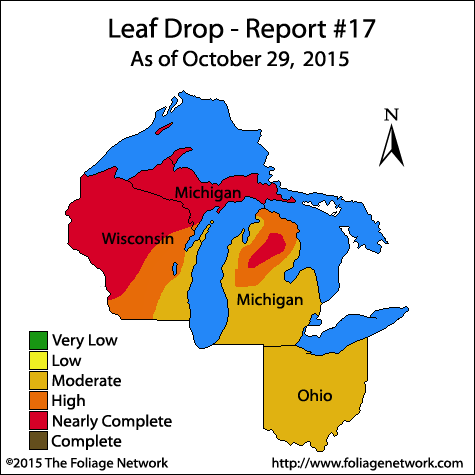 Leaf Drop - Report #17
As of October 29, 2015
N
Michigan
Wisconsin
Michigan
Ohio
Very Low
Low
Moderate
High
Nearly Complete
Complete
©2015 The Foliage Network
http://www.foliagenetwork.com